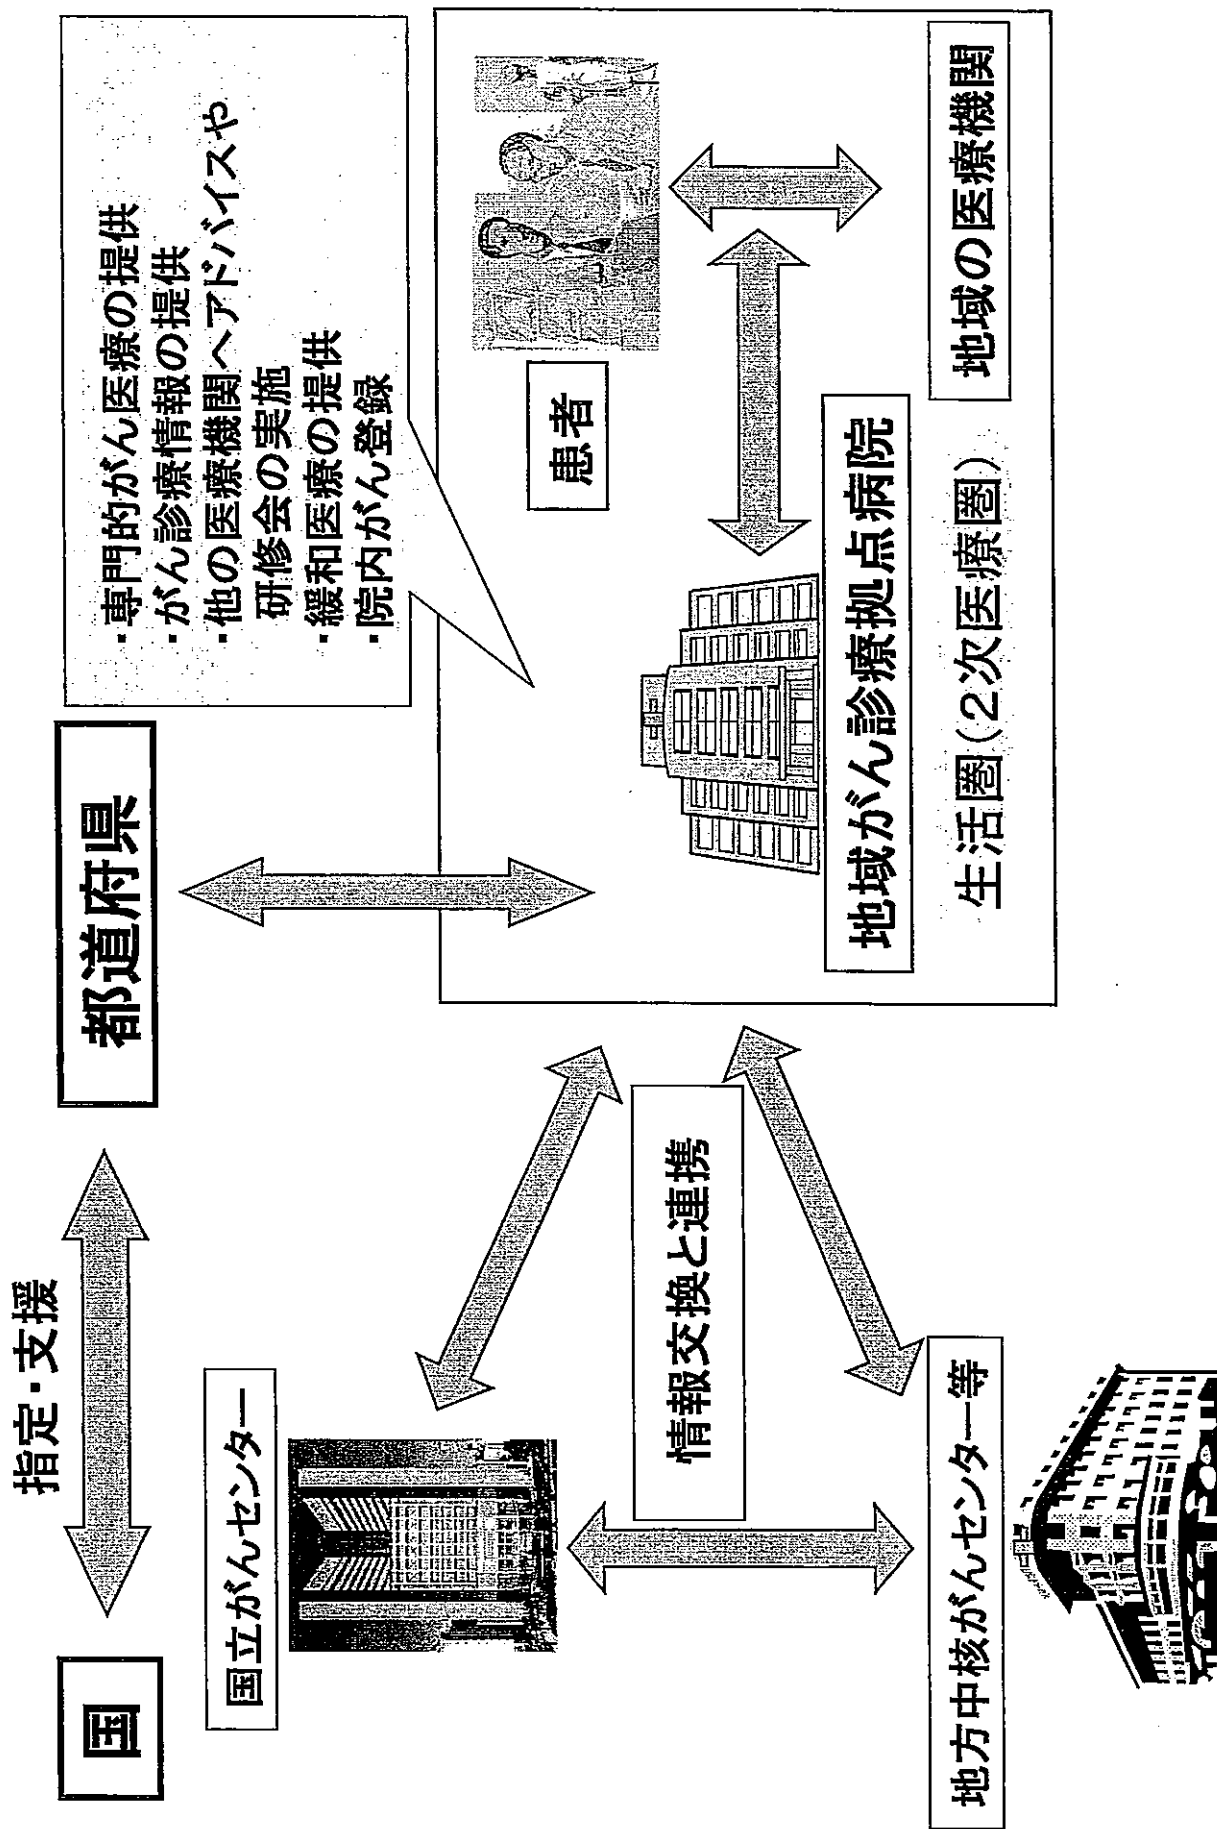 指定・支援
国
都道府県
・専門的がん医療の提供
・がん診療情報の提供
・他の医療機関へアドバイスや
研修会の実施
・緩和医療の提供
・院内がん登録
国立がんセンター
患者
情報交換と連携
地域がん診療拠点病院
地方中核がんセンター等
生活圏(2次医療圏)
地域の医療機関